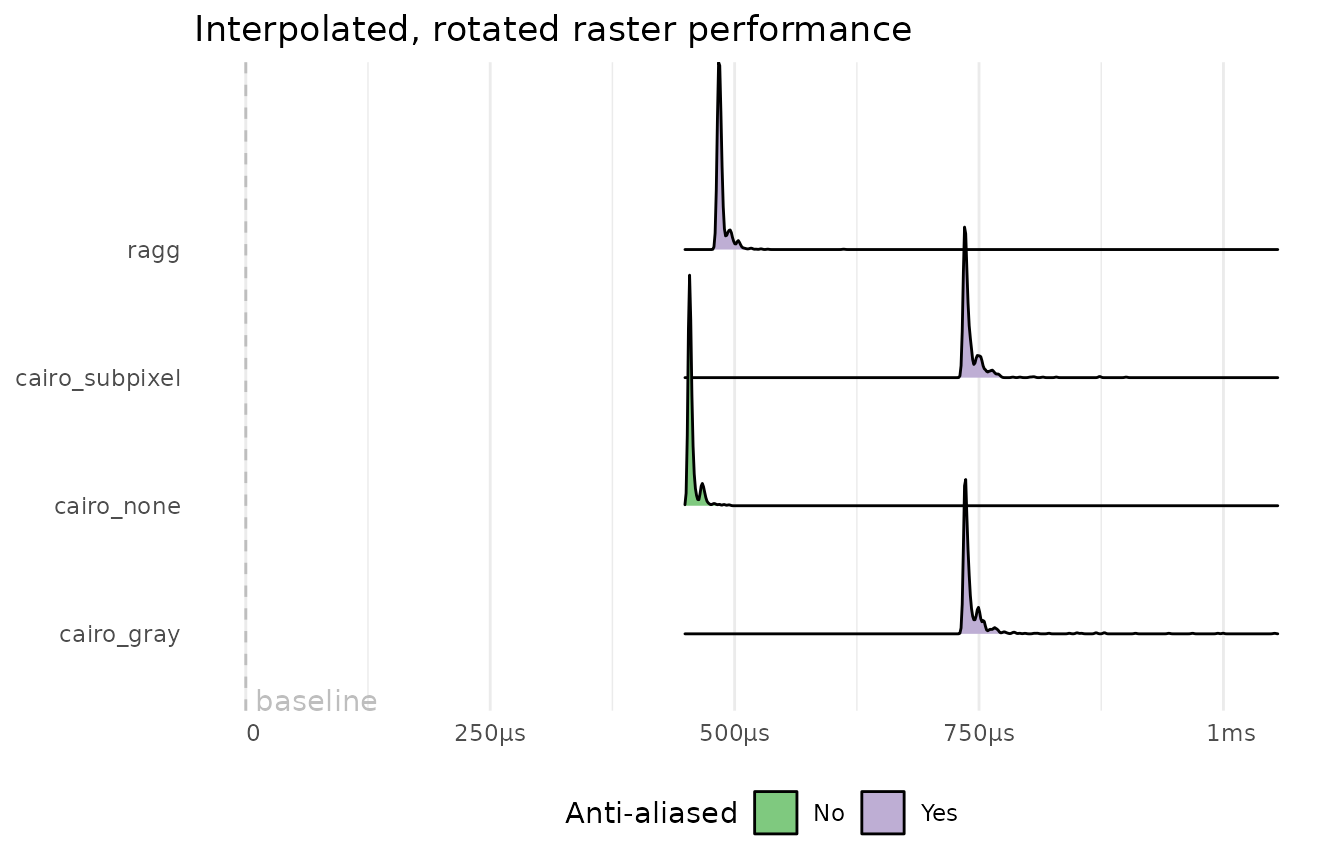 Interpolated, rotated raster performance
ragg
cairo_subpixel
cairo_none
cairo_gray
baseline
0 250µs 500µs 750µs 1ms
Anti-aliased No Yes